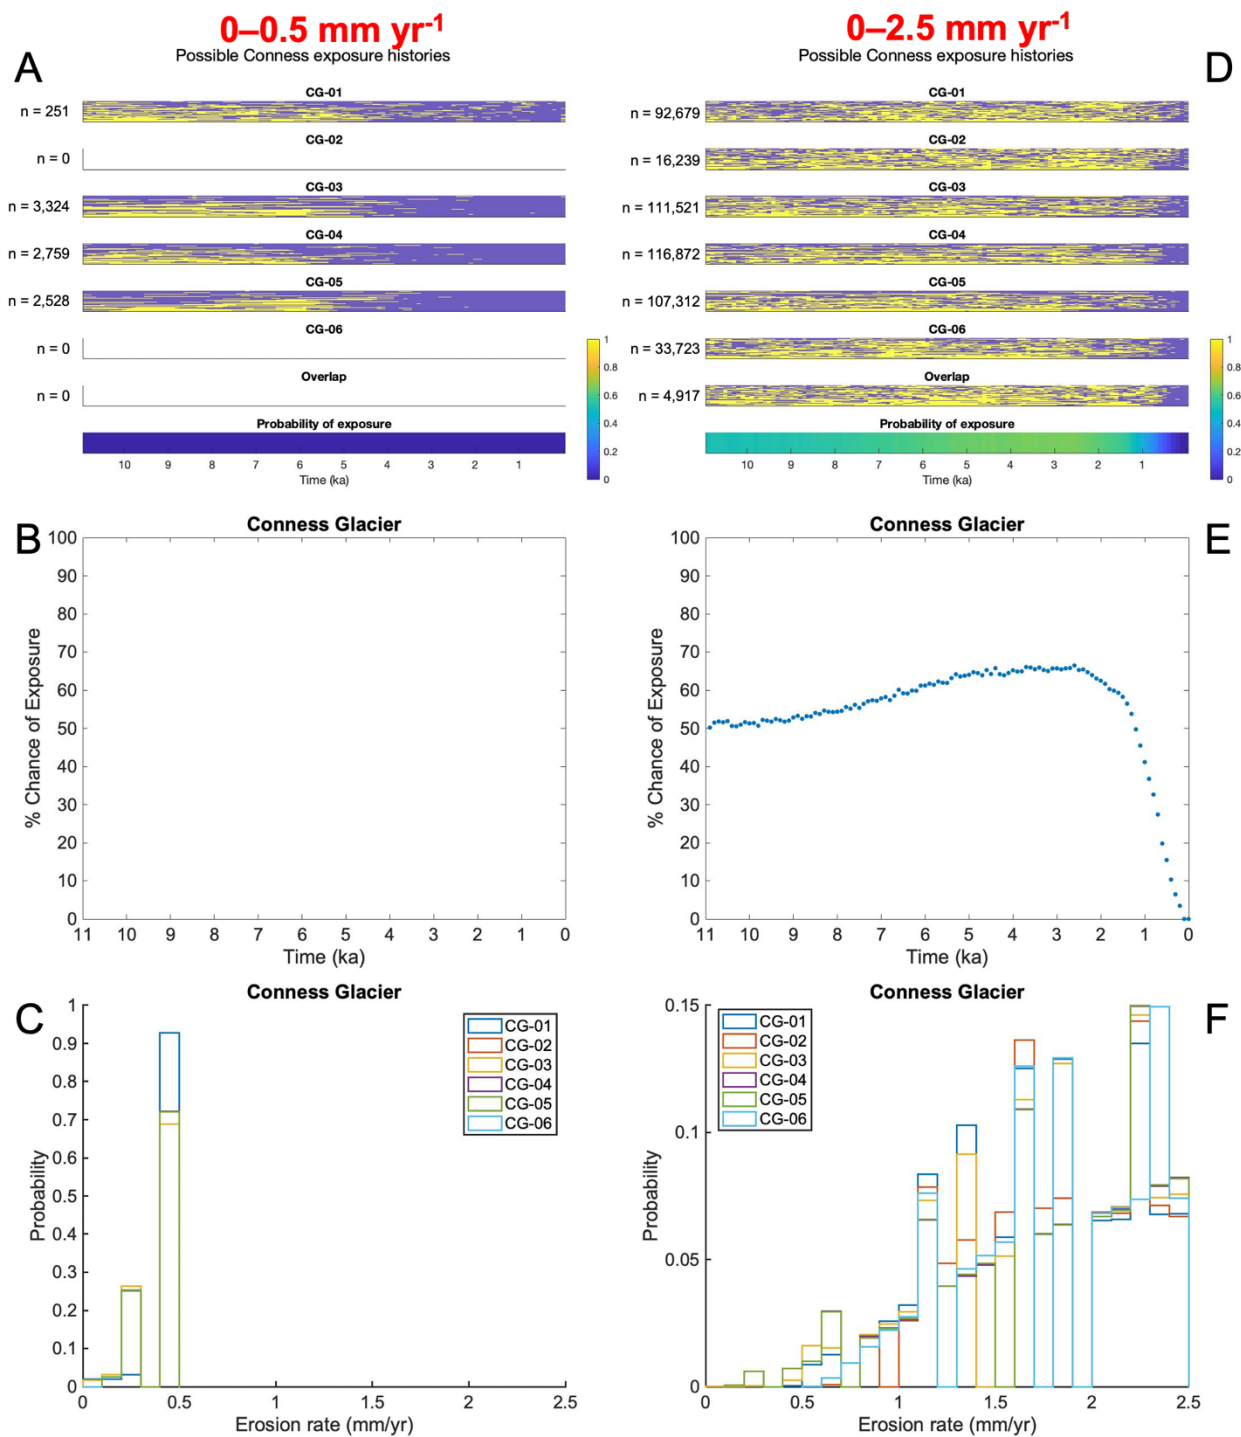 0–0.5 mm yr-1
Possible Conness exposure histories
A
CG-01
n = 251
CG-02
n = 0
CG-03
n = 3,324
CG-04
n = 2,759
CG-05
n = 2,528
CG-06
n = 0
Overlap
n = 0
Probability of exposure
10 9 8 7 6 5 4 3 2 1
Time (ka)
1
0.8
0.6
0.4
0.2
0
0–2.5 mm yr-1
Possible Conness exposure histories
D
CG-01
n = 92,679
CG-02
n = 16,239
CG-03
n = 111,521
CG-04
n = 116,872
CG-05
n = 107,312
CG-06
n = 33,723
Overlap
n = 4,917
Probability of exposure
10 9 8 7 6 5 4 3 2 1
Time (ka)
1
0.8
0.6
0.4
0.2
0
B
Conness Glacier
% Chance of Exposure
100
90
80
70
60
50
40
30
20
10
0
11 10 9 8 7 6 5 4 3 2 1 0
Time (ka)
E
Conness Glacier
% Chance of Exposure
100
90
80
70
60
50
40
30
20
10
0
11 10 9 8 7 6 5 4 3 2 1 0
Time (ka)
C
Conness Glacier
Probability
1
0.9
0.8
0.7
0.6
0.5
0.4
0.3
0.2
0.1
0
CG-01
CG-02
CG-03
CG-04
CG-05
CG-06
0 0.5 1 1.5 2 2.5
Erosion rate (mm/yr)
F
Conness Glacier
Probability
0.15
0.1
0.05
0
CG-01
CG-02
CG-03
CG-04
CG-05
CG-06
0 0.5 1 1.5 2 2.5
Erosion rate (mm/yr)